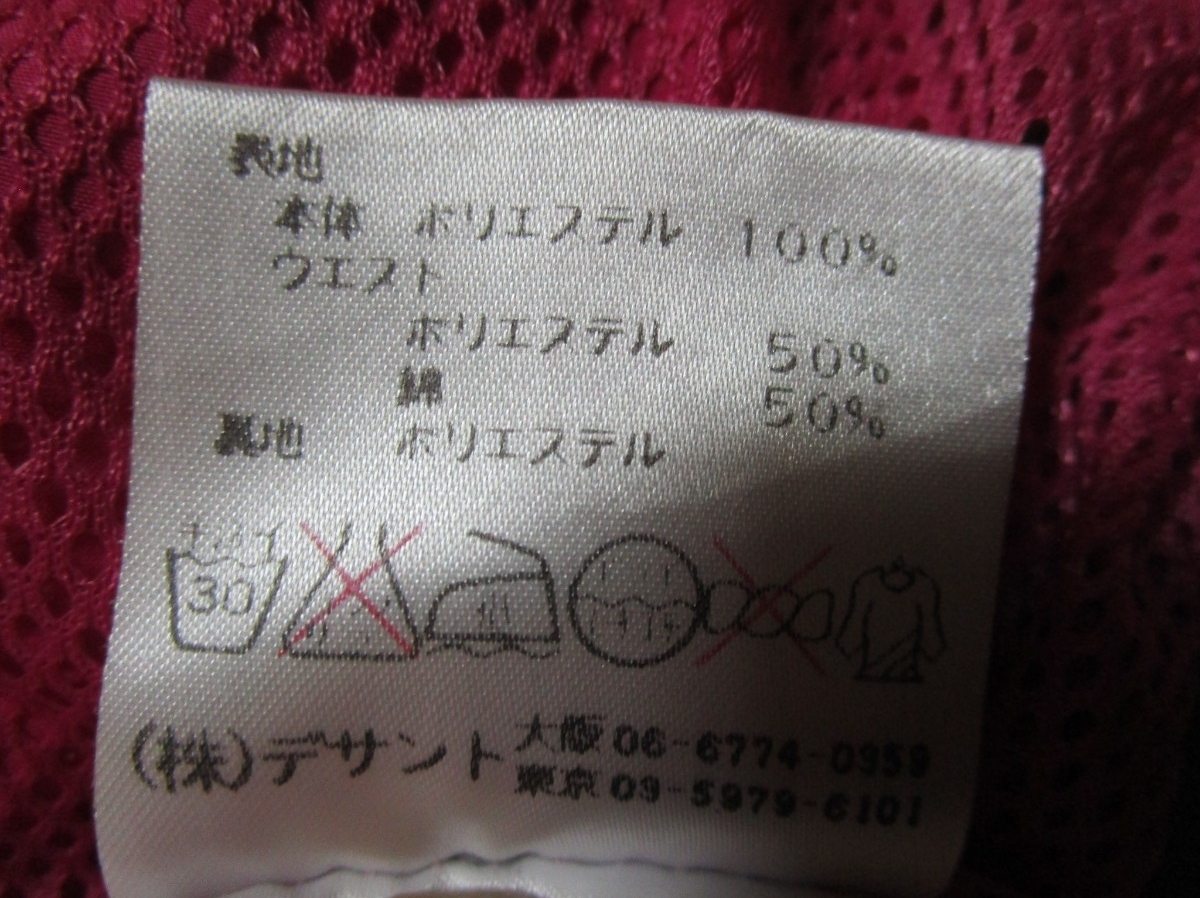 表地
本体 ポリエステル 100%
ウエスト
ポリエステル 50%
綿 50%
裏地 ポリエステル
30
(株)デサント 大阪 06-6774-0359
東京 03-5979-6101